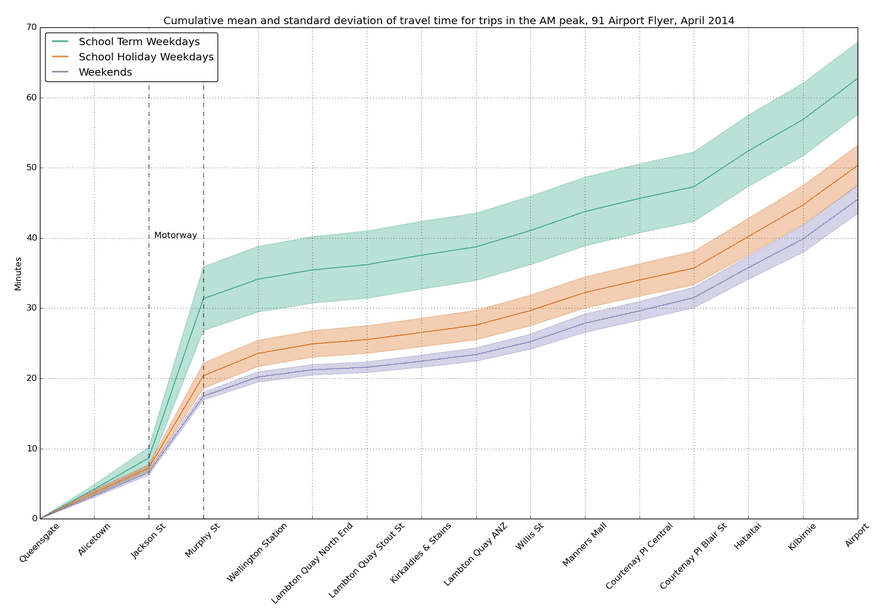 Cumulative mean and standard deviation of travel time for trips in the AM peak, 91 Airport Flyer, April 2014
School Term Weekdays
School Holiday Weekdays
Weekends
Motorway
Minutes
70
60
50
40
30
20
10
0
Queensgate
Alicetown
Jackson St
Murphy St
Wellington Station
Lambton Quay North End
Lambton Quay Stout St
Kirkaldies & Stains
Lambton Quay ANZ
Willis St
Manners Mall
Courtenay Pl Central
Courtenay Pl Blair St
Hataitai
Kilbirnie
Airport